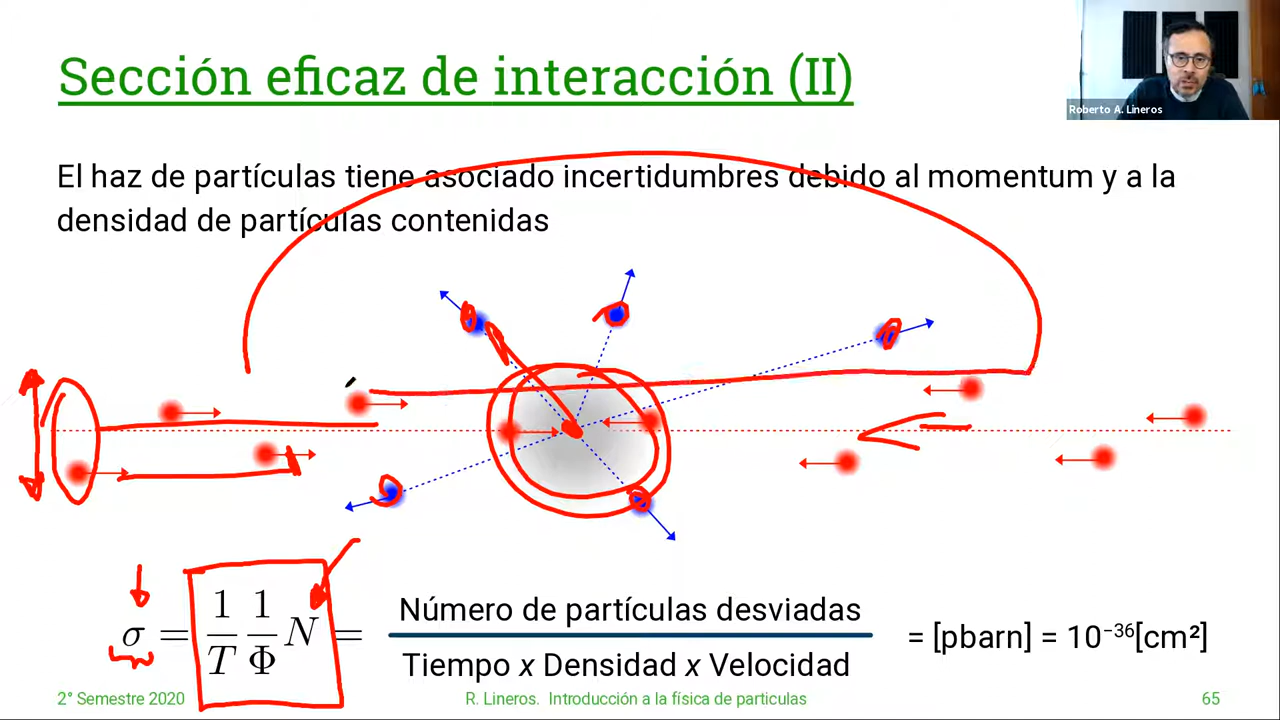 Sección eficaz de interacción (II)
Roberto A. Lineros
El haz de partículas tiene asociado incertidumbres debido al momentum y a la
densidad de partículas contenidas
σ = 1/T 1/Φ N = Número de partículas desviadas / Tiempo x Densidad x Velocidad = [pbarn] = 10⁻³⁶[cm²]
2° Semestre 2020
R. Lineros. Introducción a la física de particulas
65